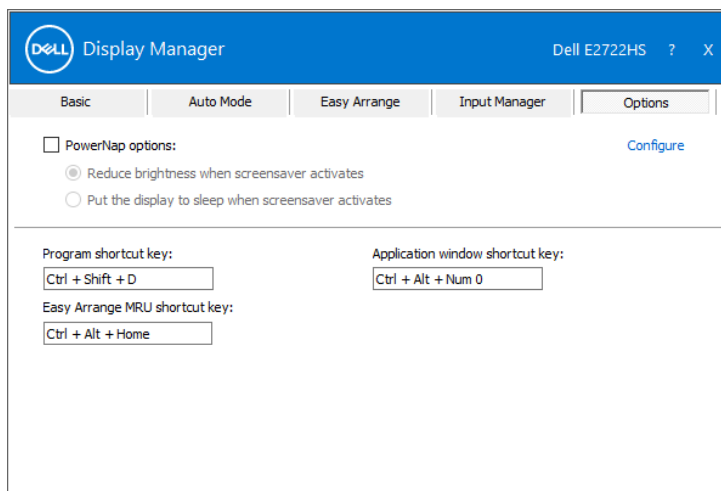 DELL Display Manager Dell E2722HS ? X
Basic Auto Mode Easy Arrange Input Manager Options
PowerNap options: Configure
Reduce brightness when screensaver activates
Put the display to sleep when screensaver activates
Program shortcut key: Application window shortcut key:
Ctrl + Shift + D Ctrl + Alt + Num 0
Easy Arrange MRU shortcut key:
Ctrl + Alt + Home